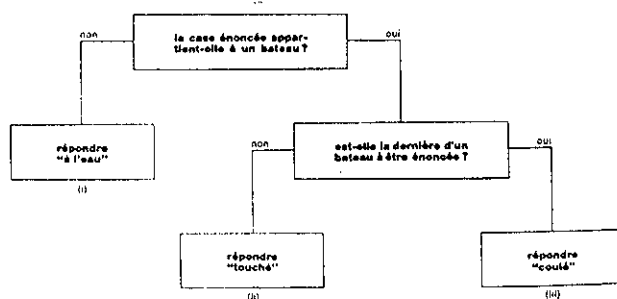 la case énoncée appar-
tient-elle à un bateau ?
non
oui
répondre
"à l'eau"
(i)
est-elle la dernière d'un
bateau à être énoncée ?
non
oui
répondre
"touché"
(ii)
répondre
"coulé"
(iii)